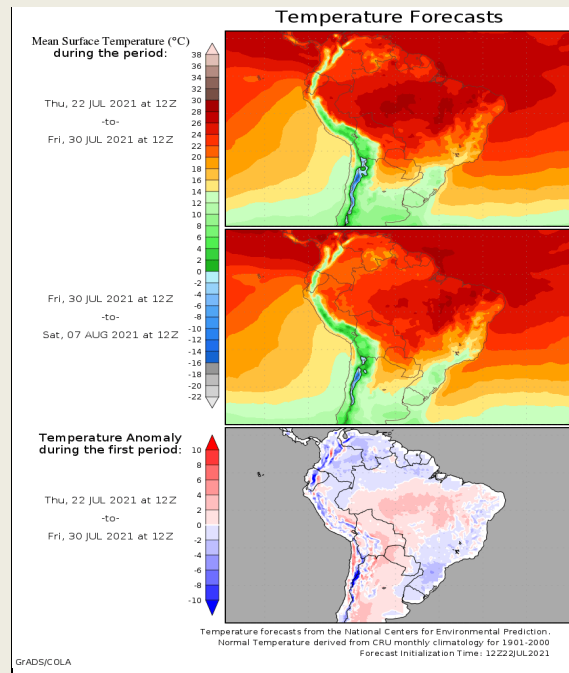 Temperature Forecasts
Mean Surface Temperature (°C)
during the period:
Thu, 22 JUL 2021 at 12Z
-to-
Fri, 30 JUL 2021 at 12Z
38
36
34
32
30
28
26
24
22
20
18
16
14
12
10
8
6
4
2
0
-2
-4
-6
-8
-10
-12
-14
-16
-18
-20
-22
Fri, 30 JUL 2021 at 12Z
-to-
Sat, 07 AUG 2021 at 12Z
Temperature Anomaly
during the first period:
Thu, 22 JUL 2021 at 12Z
-to-
Fri, 30 JUL 2021 at 12Z
10
8
6
4
2
0
-2
-4
-6
-8
-10
Temperature forecasts from the National Centers for Environmental Prediction.
Normal Temperature derived from CRU monthly climatology for 1901-2000
Forecast Initialization Time: 12Z22JUL2021
GrADS/COLA